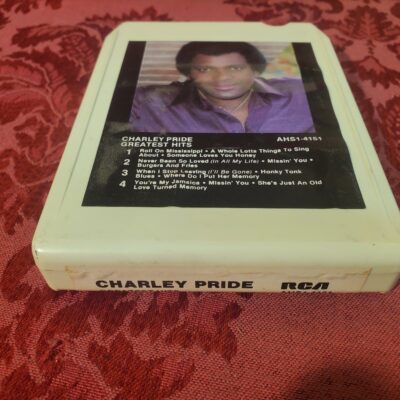 CHARLEY PRIDE AHS1-4151
GREATEST HITS
1 Roll On Mississippi • A Whole Lotta Things To Sing
About • Someone Loves You Honey
2 Never Been So Loved (In All My Life) • Missin' You •
Burgers And Fries
3 When I Stop Leaving (I'll Be Gone) • Honky Tonk
Blues • Where Do I Put Her Memory
4 You're My Jamaica • Missin' You • She's Just An Old
Love Turned Memory
CHARLEY PRIDE RCA